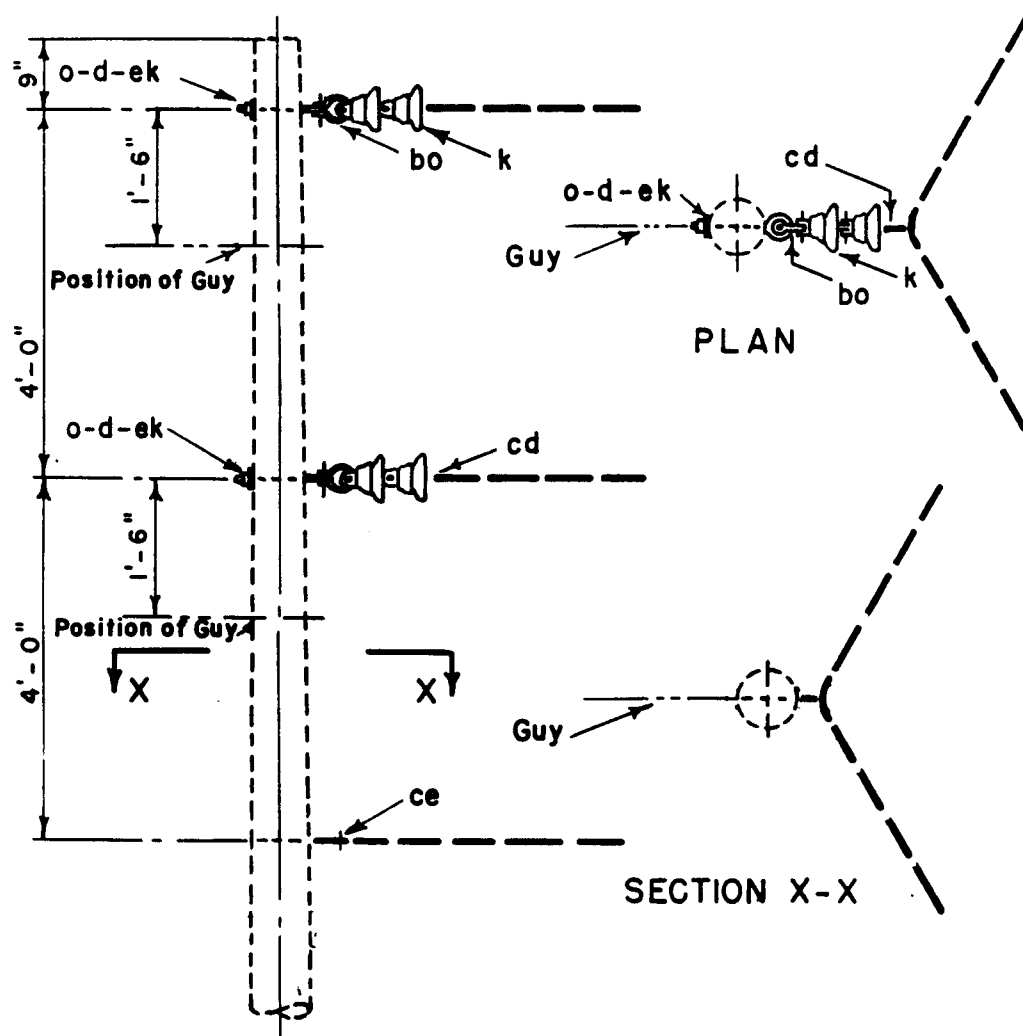 9"
o-d-ek
bo
k
1'-6"
Position of Guy
4'-0"
o-d-ek
cd
1'-6"
Position of Guy
4'-0"
X
X
ce
cd
o-d-ek
Guy
bo
k
PLAN
Guy
SECTION X-X